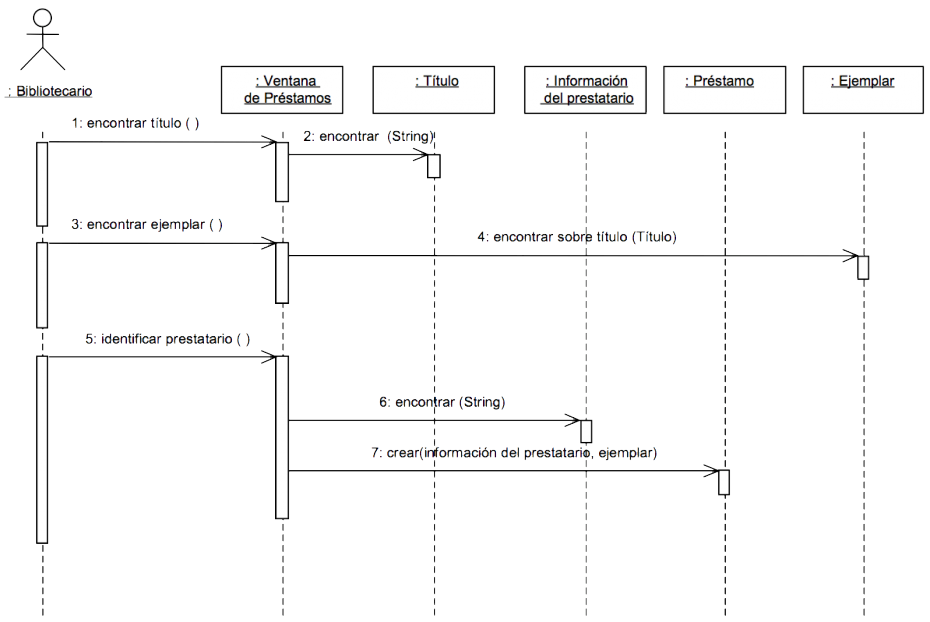 : Bibliotecario
: Ventana
de Préstamos
: Título
: Información
del prestatario
: Préstamo
: Ejemplar
1: encontrar título ( )
2: encontrar (String)
3: encontrar ejemplar ( )
4: encontrar sobre título (Título)
5: identificar prestatario ( )
6: encontrar (String)
7: crear(información del prestatario, ejemplar)